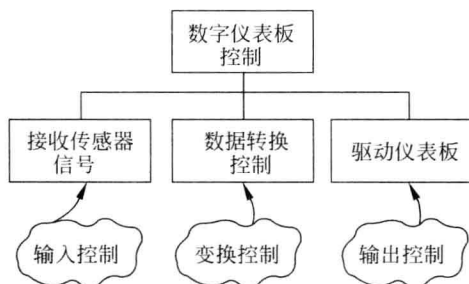 数字仪表板
控制
接收传感器
信号
数据转换
控制
驱动仪表板
输入控制
变换控制
输出控制